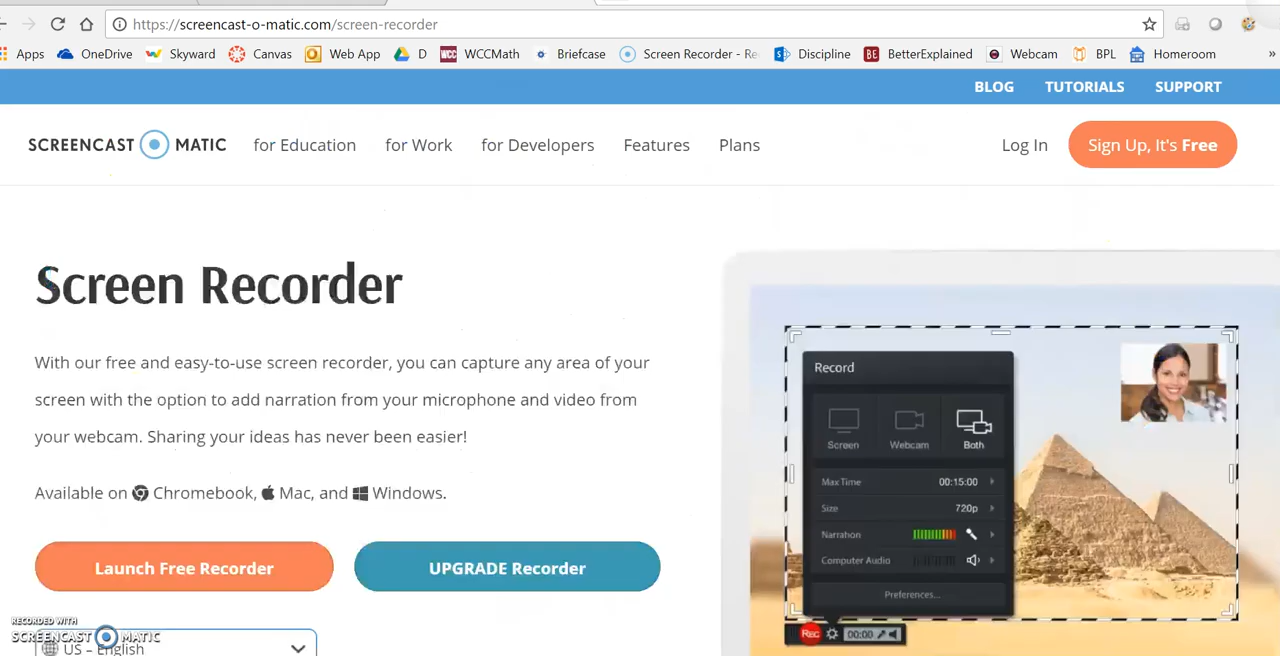 https://screencast-o-matic.com/screen-recorder
Apps OneDrive Skyward Canvas Web App D WCC WCCMath Briefcase Screen Recorder - Re Discipline BE BetterExplained Webcam BPL Homeroom »
BLOG TUTORIALS SUPPORT
SCREENCAST MATIC for Education for Work for Developers Features Plans Log In Sign Up, It's Free
Screen Recorder
With our free and easy-to-use screen recorder, you can capture any area of your
screen with the option to add narration from your microphone and video from
your webcam. Sharing your ideas has never been easier!
Available on Chromebook, Mac, and Windows.
Launch Free Recorder UPGRADE Recorder
US – English
RECORDED WITH
SCREENCAST MATIC
Record
Screen Webcam Both
Max Time 00:15:00
Size 720p
Narration
Computer Audio
Preferences...
Rec 00:00